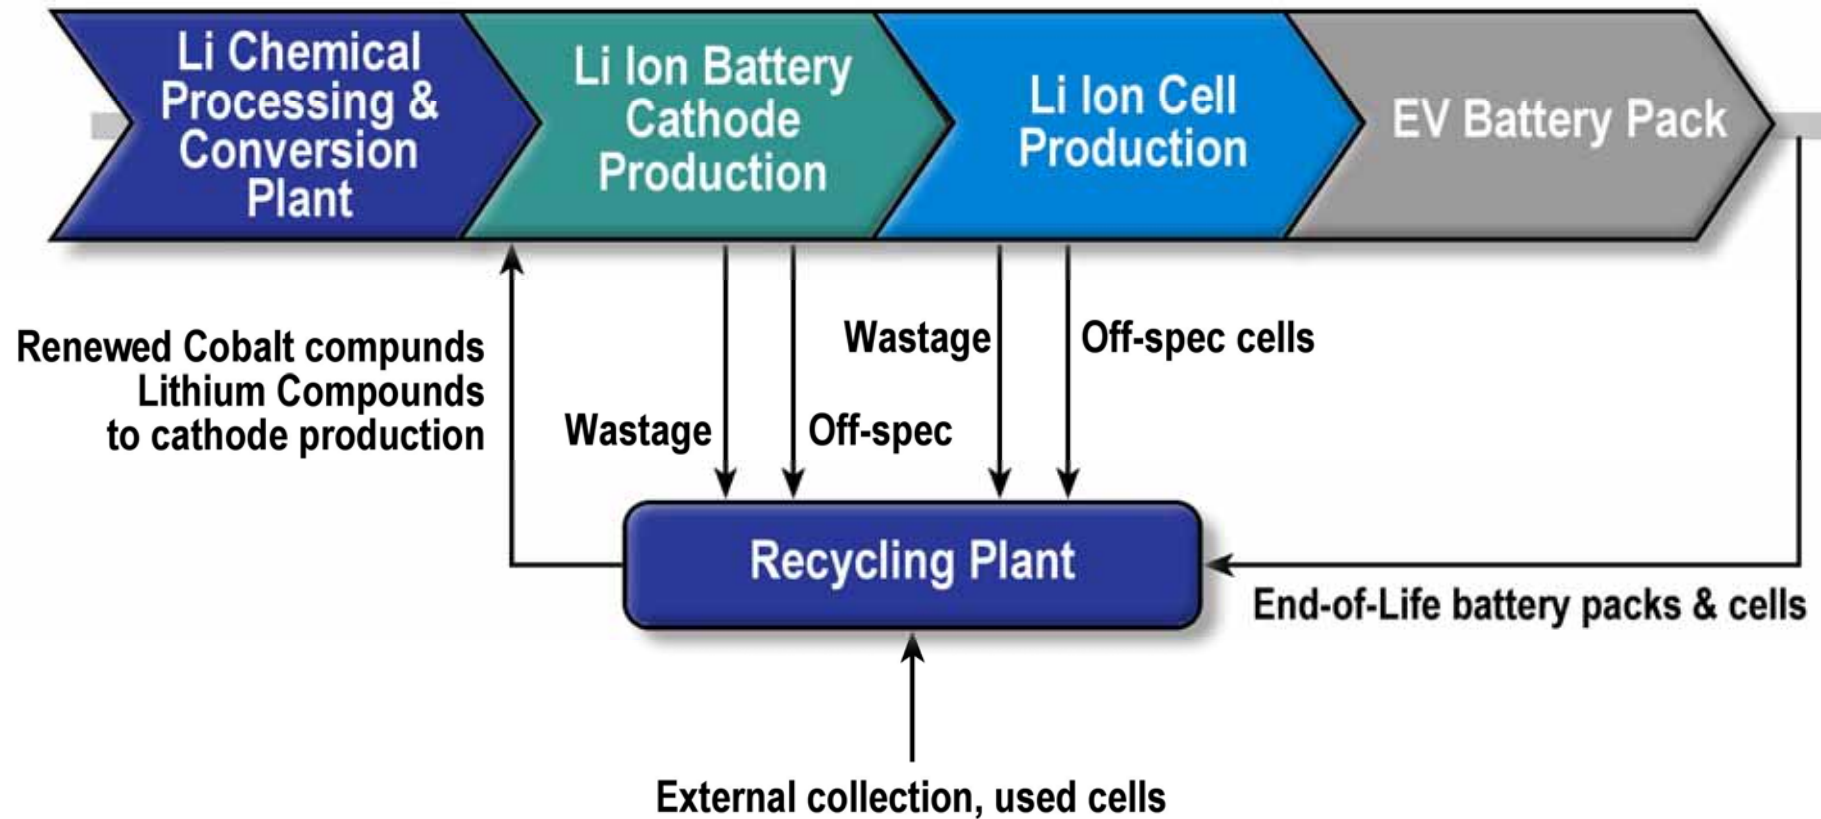 Li Chemical
Processing &
Conversion
Plant
Li Ion Battery
Cathode
Production
Li Ion Cell
Production
EV Battery Pack
Renewed Cobalt compunds
Lithium Compounds
to cathode production
Wastage
Off-spec
Wastage
Off-spec cells
Recycling Plant
End-of-Life battery packs & cells
External collection, used cells